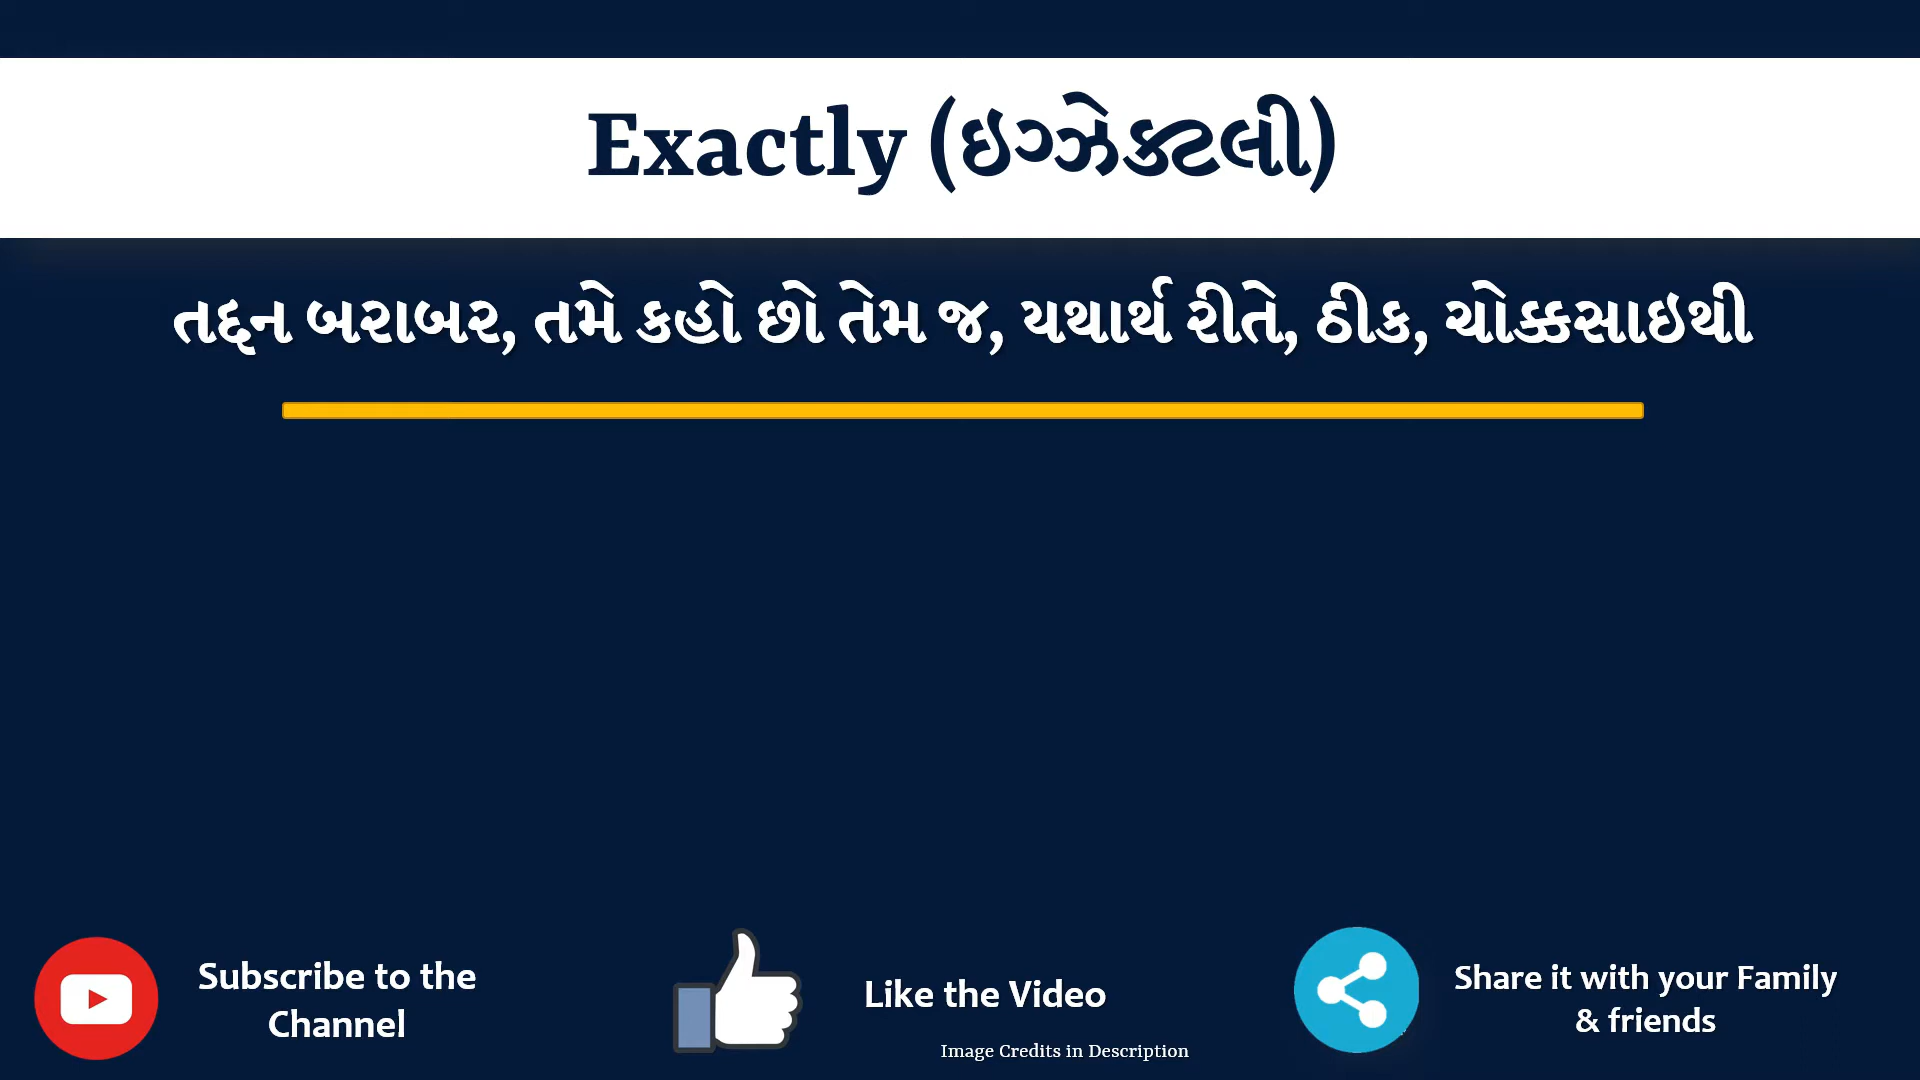 Exactly (ઇગ્ઝેક્ટલી)
તદ્દન બરાબર, તમે કહો છો તેમ જ, યથાર્થ રીતે, ઠીક, ચોક્કસાઇથી
Subscribe to the
Channel
Like the Video
Share it with your Family
& friends
Image Credits in Description